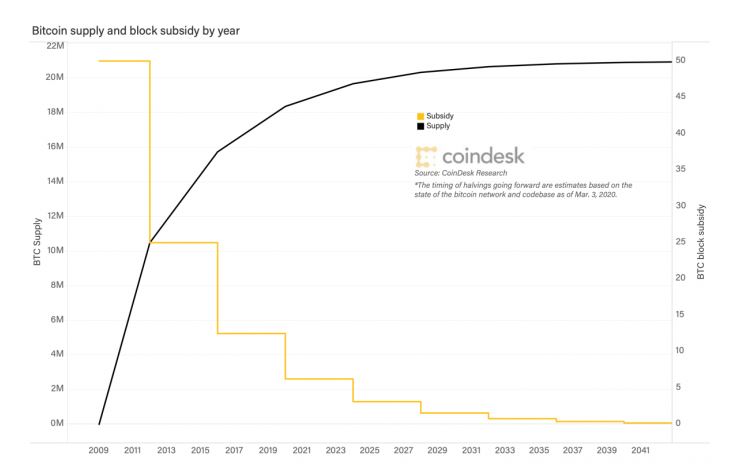 Bitcoin supply and block subsidy by year
22M
20M
18M
16M
14M
12M
10M
8M
6M
4M
2M
0M
BTC Supply
Subsidy
Supply
coindesk
Source: CoinDesk Research
*The timing of halvings going forward are estimates based on the
state of the bitcoin network and codebase as of Mar. 3, 2020.
50
45
40
35
30
25
20
15
10
5
0
BTC block subsidy
2009 2011 2013 2015 2017 2019 2021 2023 2025 2027 2029 2031 2033 2035 2037 2039 2041